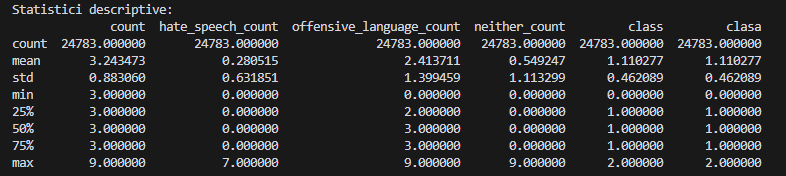 Statistici descriptive:
count hate_speech_count offensive_language_count neither_count class clasa
count 24783.000000 24783.000000 24783.000000 24783.000000 24783.000000 24783.000000
mean 3.243473 0.280515 2.413711 0.549247 1.110277 1.110277
std 0.883060 0.631851 1.399459 1.113299 0.462089 0.462089
min 3.000000 0.000000 0.000000 0.000000 0.000000 0.000000
25% 3.000000 0.000000 2.000000 0.000000 1.000000 1.000000
50% 3.000000 0.000000 3.000000 0.000000 1.000000 1.000000
75% 3.000000 0.000000 3.000000 0.000000 1.000000 1.000000
max 9.000000 7.000000 9.000000 9.000000 2.000000 2.000000